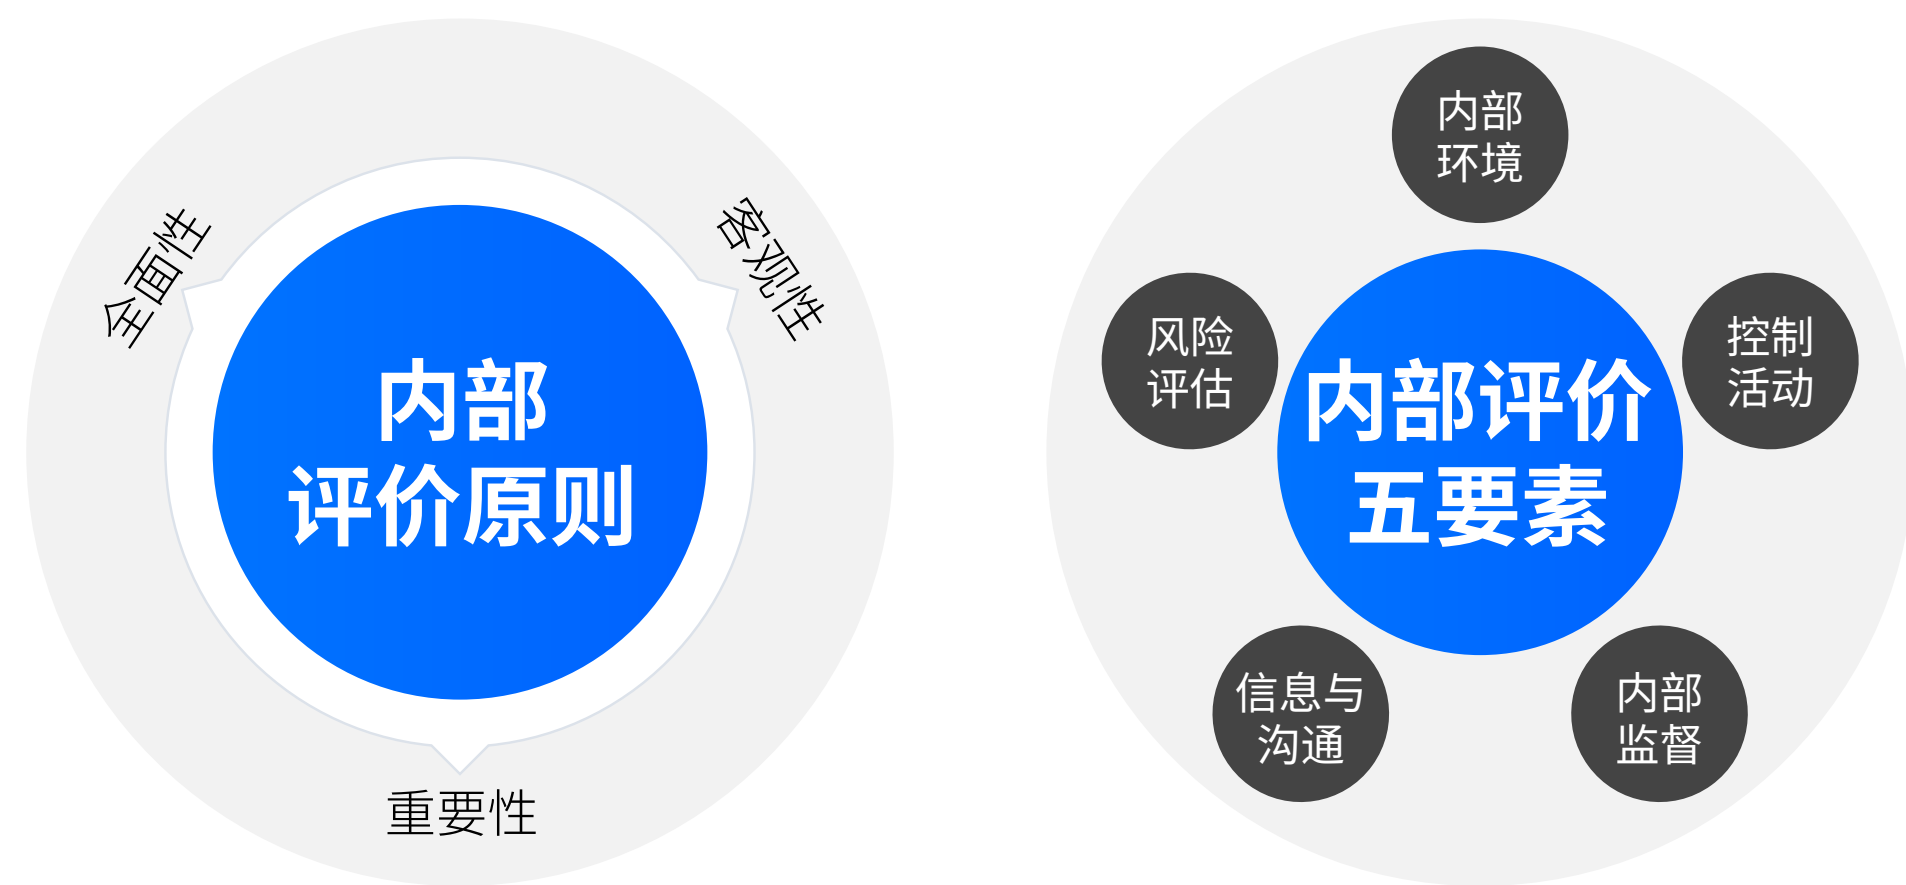 全面性
客观性
内部
评价原则
重要性
内部
环境
风险
评估
控制
活动
内部评价
五要素
信息与
沟通
内部
监督